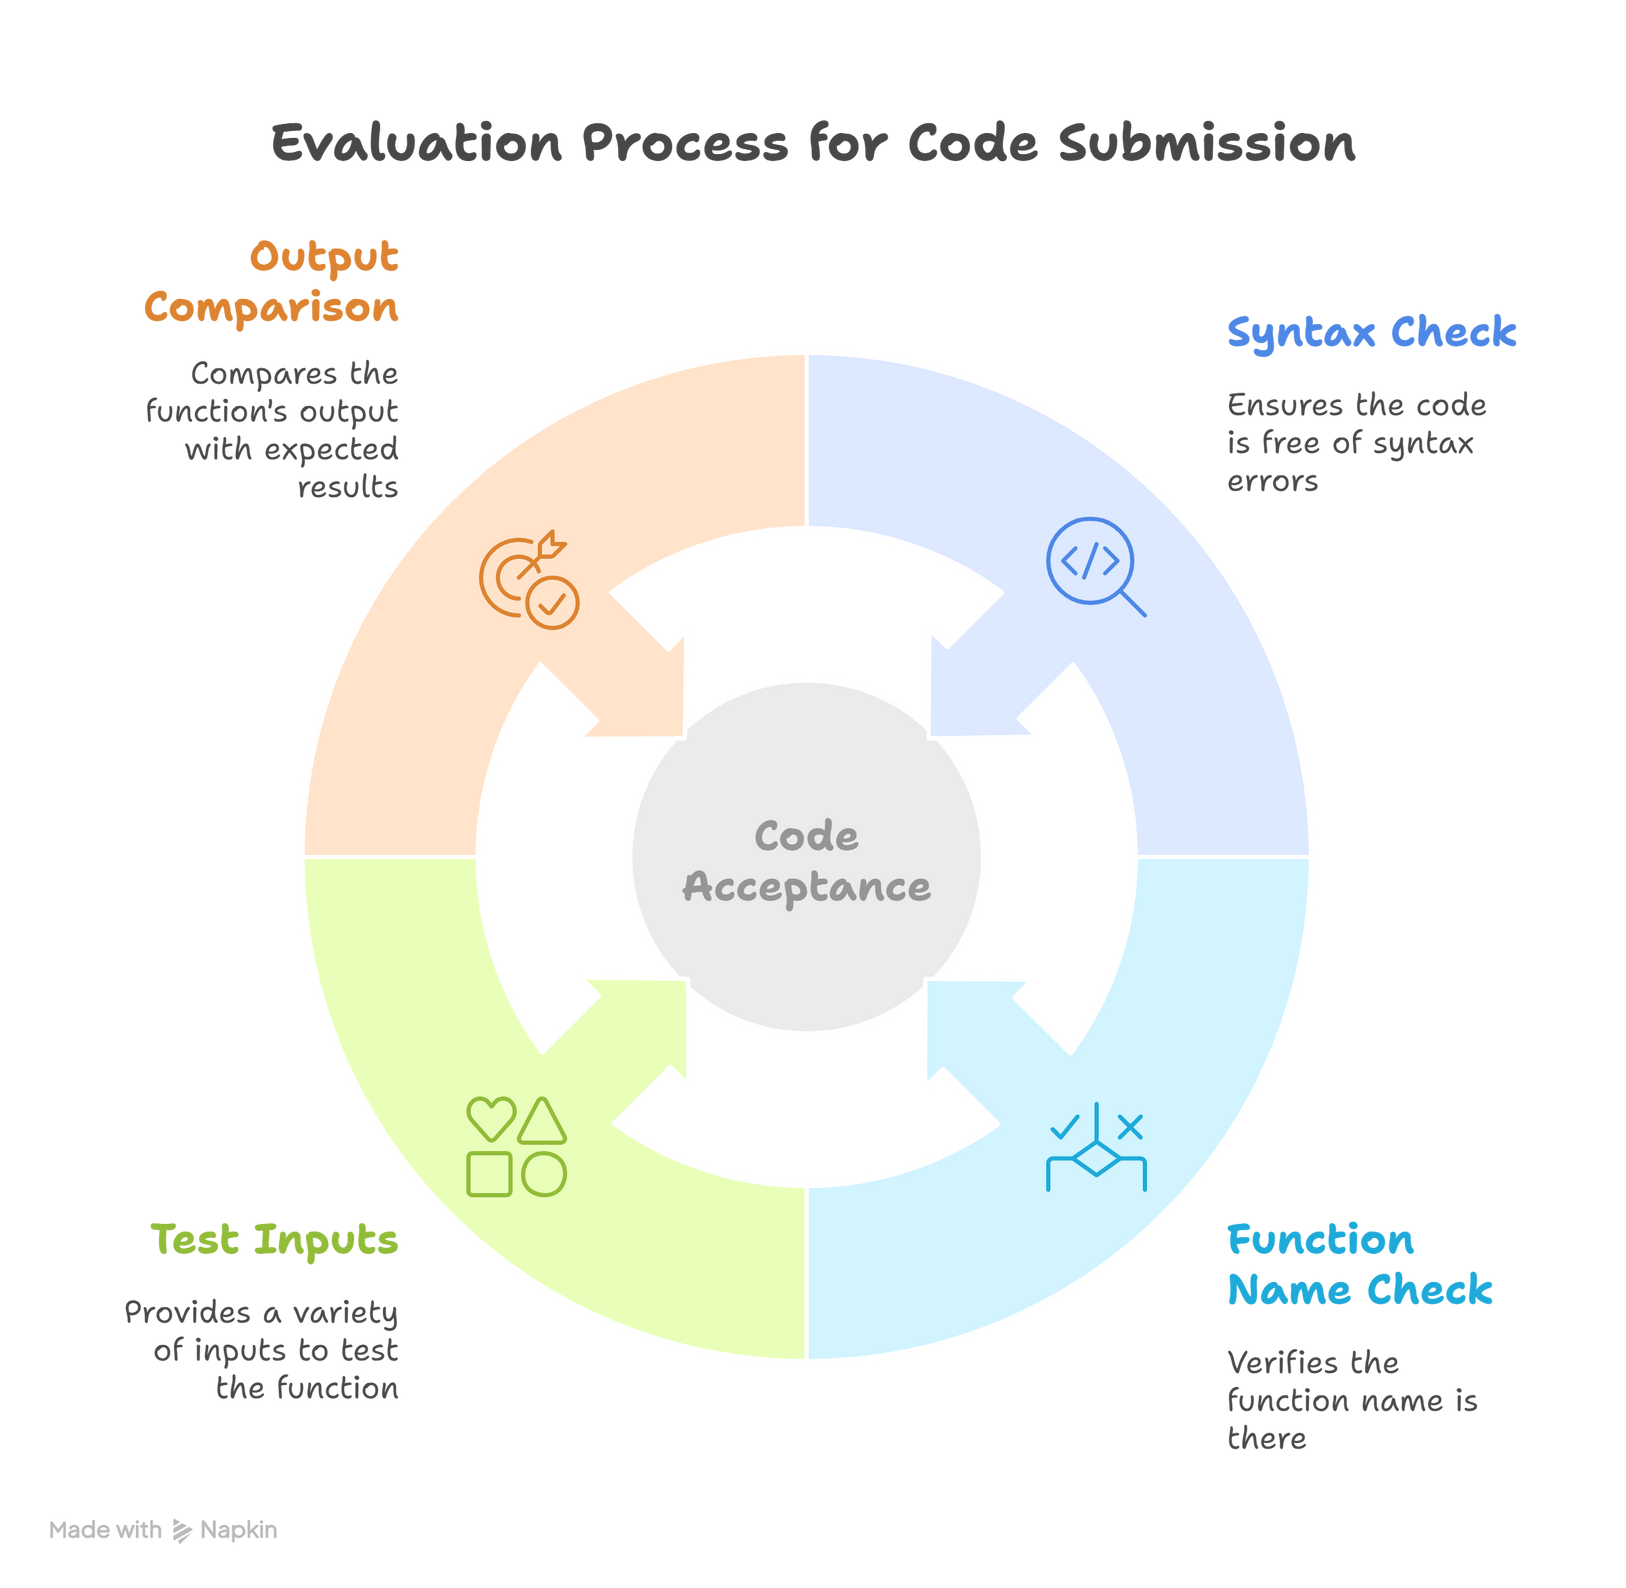 Evaluation Process for Code Submission
Output
Comparison
Compares the
function's output
with expected
results
Syntax Check
Ensures the code
is free of syntax
errors
Code
Acceptance
Test Inputs
Provides a variety
of inputs to test
the function
Function
Name Check
Verifies the
function name is
there
Made with Napkin